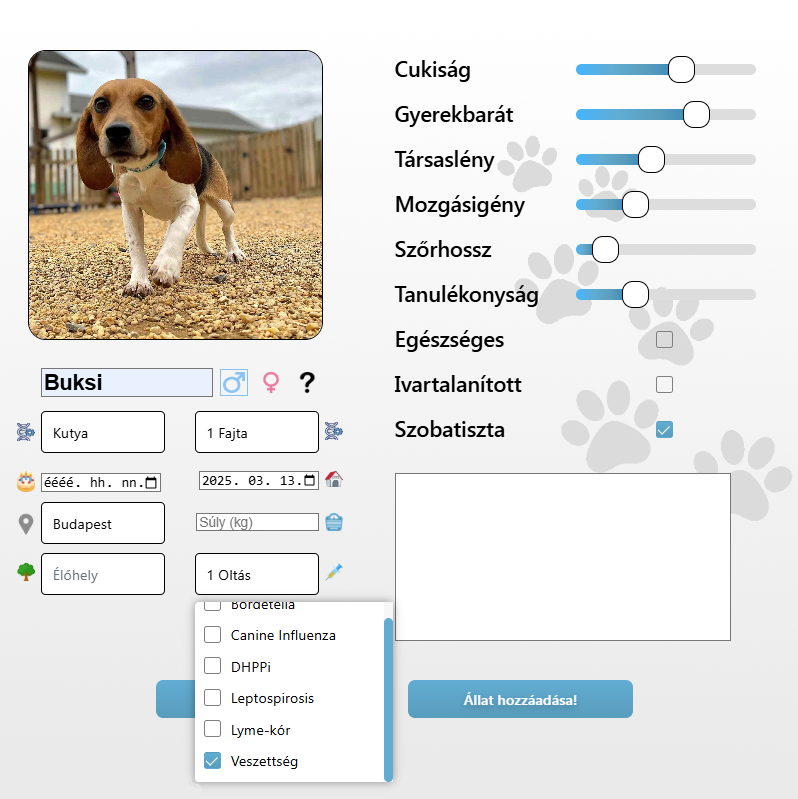 Cukiság
Gyerekbarát
Társaslény
Mozgásigény
Szőrhossz
Tanulékonyság
Egészséges
Ivartalanított
Szobatiszta
Buksi
?
Kutya
1 Fajta
éééé. hh. nn.
2025. 03. 13.
Budapest
Súly (kg)
Élőhely
1 Oltás
Bordetella
Canine Influenza
DHPPi
Leptospirosis
Lyme-kór
Veszettség
Állat hozzáadása!